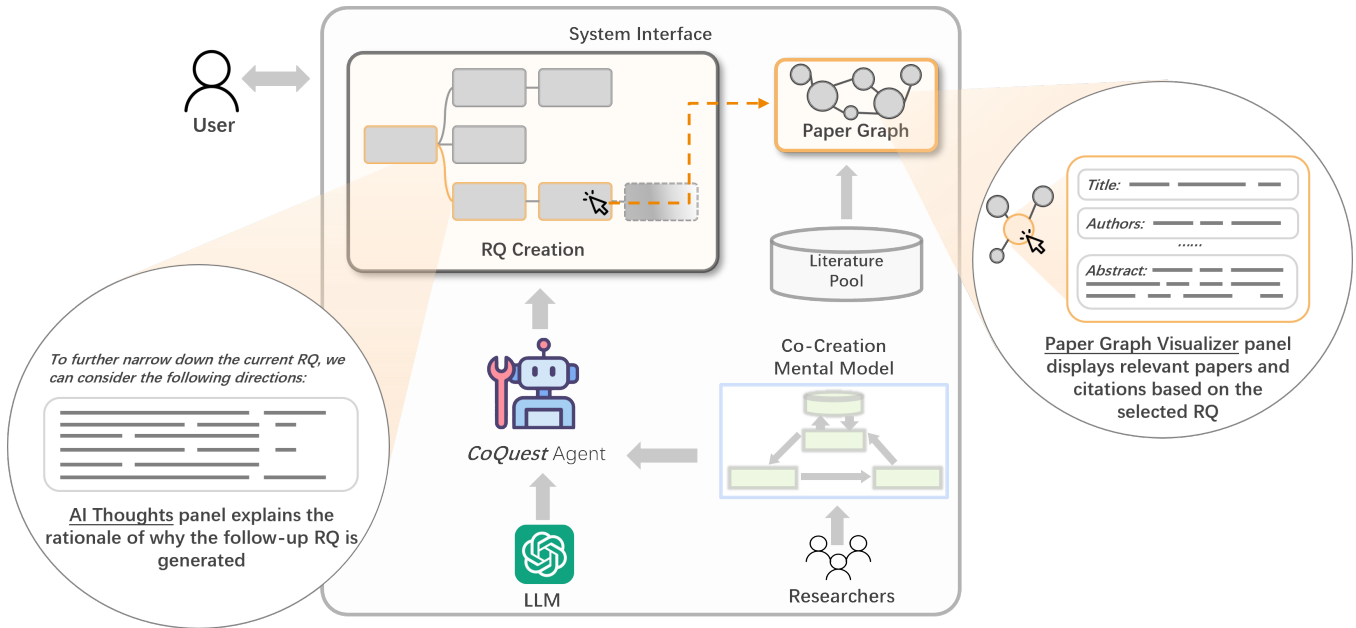 System Interface
User
RQ Creation
Paper Graph
Literature
Pool
Title:
Authors:
......
Abstract:
Paper Graph Visualizer panel
displays relevant papers and
citations based on the
selected RQ
To further narrow down the current RQ, we
can consider the following directions:
AI Thoughts panel explains the
rationale of why the follow-up RQ is
generated
CoQuest Agent
LLM
Co-Creation
Mental Model
Researchers